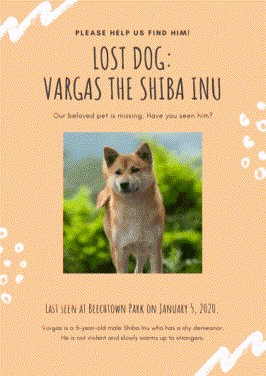 PLEASE HELP US FIND HIM!
LOST DOG:
VARGAS THE SHIBA INU
Our beloved pet is missing. Have you seen him?
Last seen at Beechtown Park on January 5, 2020.
Vargas is a 6-year-old male Shiba Inu who has a shy demeanor.
He is not violent and slowly warms up to strangers.